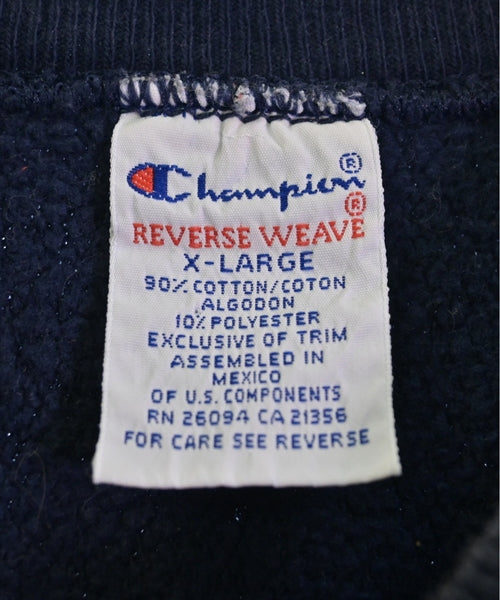 Champion®
REVERSE WEAVE®
X-LARGE
90% COTTON/COTON
ALGODON
10% POLYESTER
EXCLUSIVE OF TRIM
ASSEMBLED IN
MEXICO
OF U.S. COMPONENTS
RN 26094 CA 21356
FOR CARE SEE REVERSE